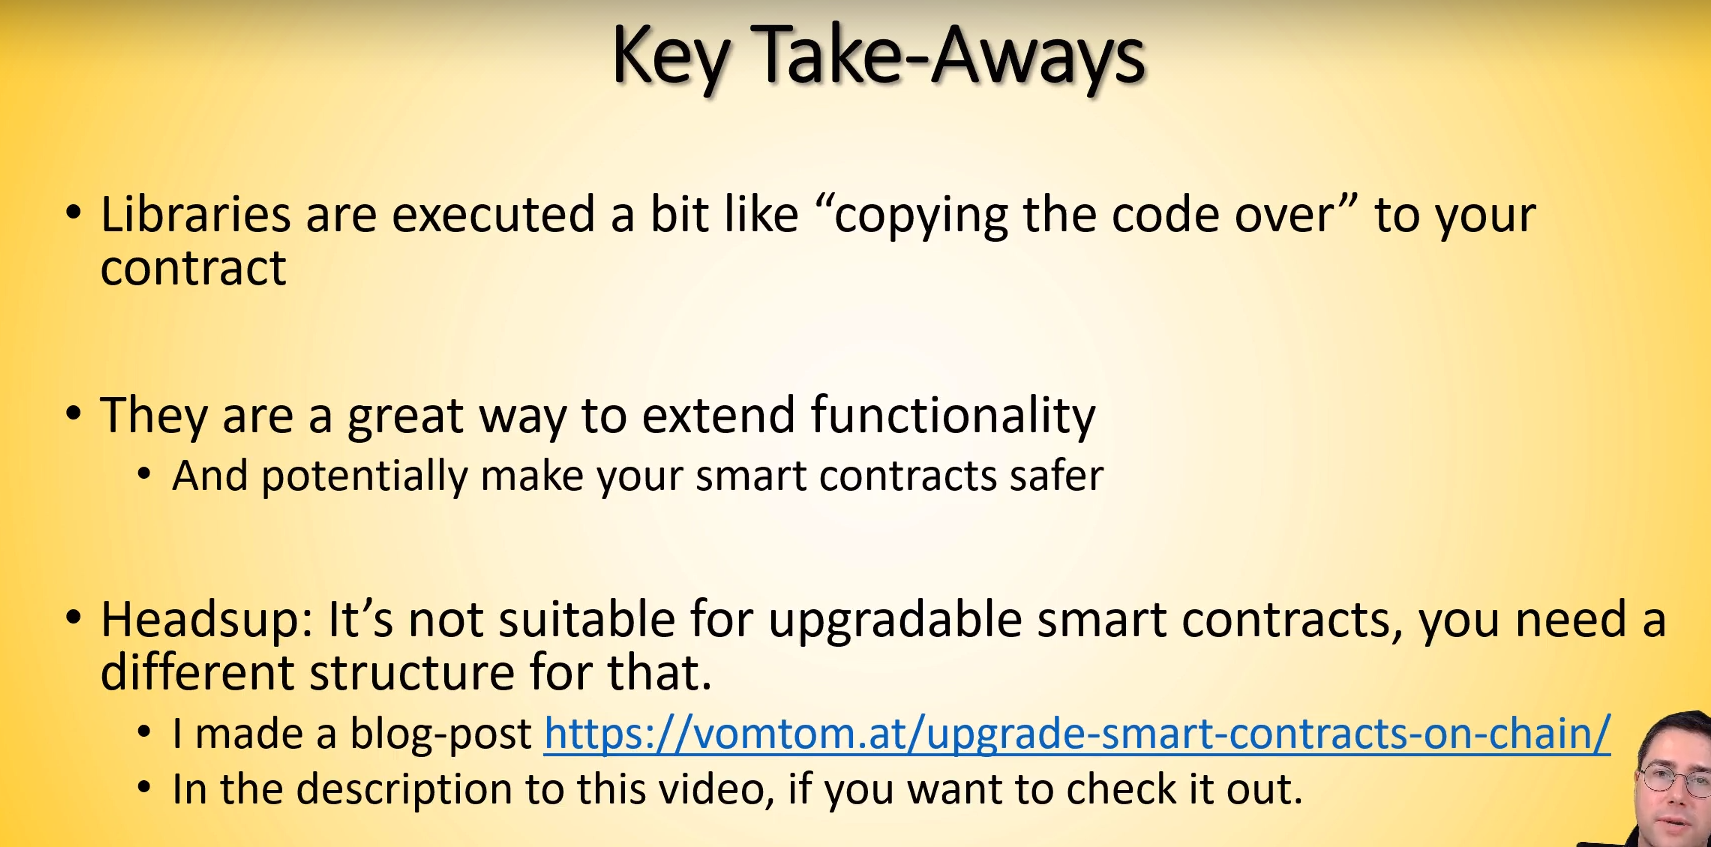 Key Take-Aways
• Libraries are executed a bit like “copying the code over” to your
contract
• They are a great way to extend functionality
• And potentially make your smart contracts safer
• Headsup: It’s not suitable for upgradable smart contracts, you need a
different structure for that.
• I made a blog-post https://vomtom.at/upgrade-smart-contracts-on-chain/
• In the description to this video, if you want to check it out.